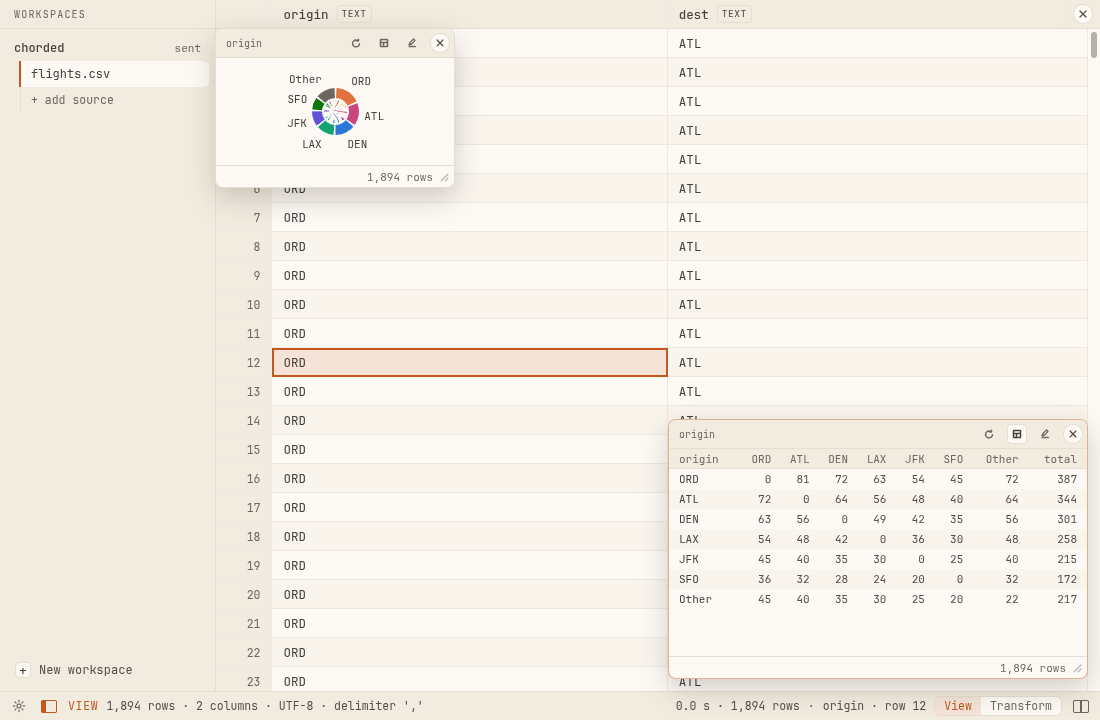 WORKSPACES
chorded sent
flights.csv
+ add source
+ New workspace
origin TEXT dest TEXT
origin
Other
ORD
SFO
ATL
JFK
LAX
DEN
1,894 rows
ATL
ATL
ATL
ATL
ATL
6 ORD ATL
7 ORD ATL
8 ORD ATL
9 ORD ATL
10 ORD ATL
11 ORD ATL
12 ORD ATL
13 ORD ATL
14 ORD ATL
15 ORD
16 ORD
17 ORD
18 ORD
19 ORD
20 ORD
21 ORD
22 ORD
23 ORD ATL
origin
origin ORD ATL DEN LAX JFK SFO Other total
ORD 0 81 72 63 54 45 72 387
ATL 72 0 64 56 48 40 64 344
DEN 63 56 0 49 42 35 56 301
LAX 54 48 42 0 36 30 48 258
JFK 45 40 35 30 0 25 40 215
SFO 36 32 28 24 20 0 32 172
Other 45 40 35 30 25 20 22 217
1,894 rows
VIEW 1,894 rows · 2 columns · UTF-8 · delimiter ',' 0.0 s · 1,894 rows · origin · row 12 View Transform